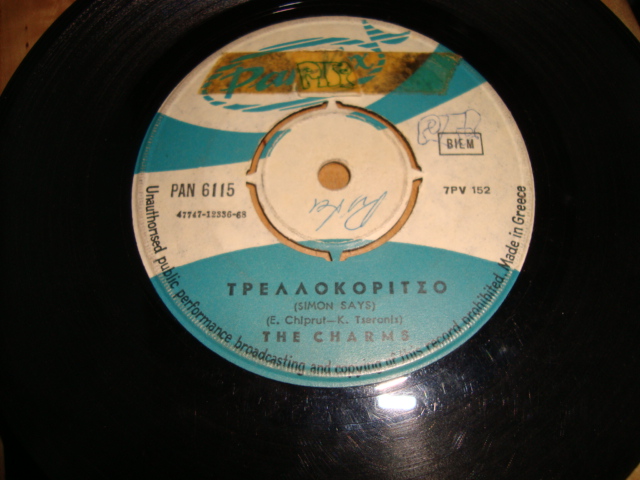 PAN 6115
47747-12336-68
BIEM
7PV 152
ΤΡΕΛΛΟΚΟΡΙΤΣΟ
(SIMON SAYS)
(E. Chiprut—K. Tseronis)
THE CHARMS
Unauthorised public performance broadcasting and copying of this record prohibited. Made in Greece